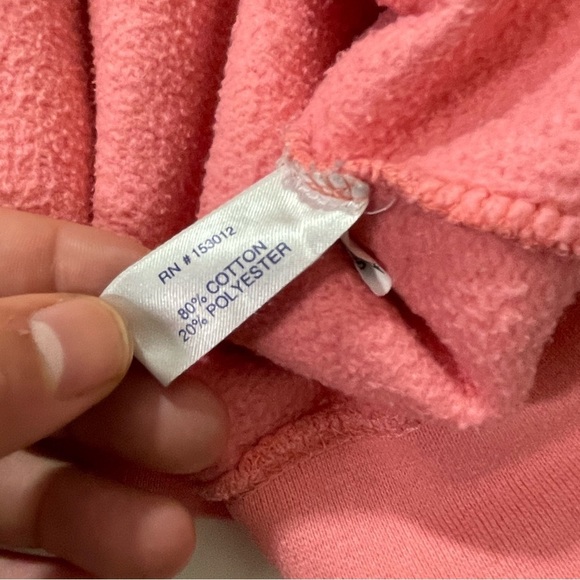 RN # 153012
80% COTTON
20% POLYESTER